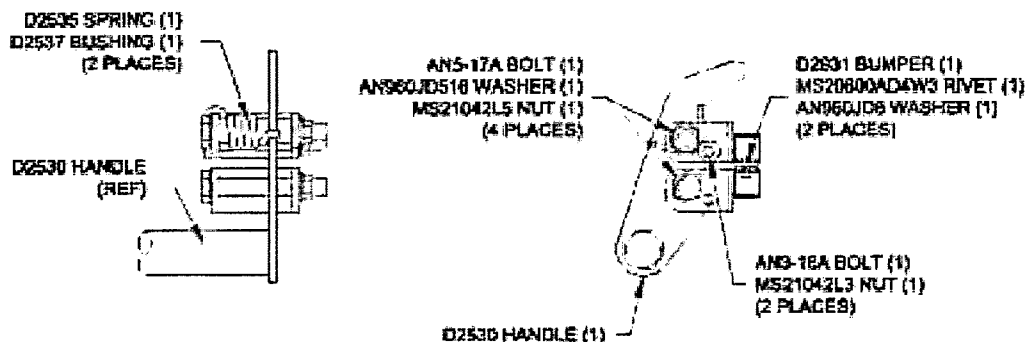 D2535 SPRING (1)
D2537 BUSHING (1)
(2 PLACES)
D2530 HANDLE
(REF)
AN5-17A BOLT (1)
AN960JD516 WASHER (1)
MS21042L5 NUT (1)
(4 PLACES)
D2531 BUMPER (1)
MS20600AD4W3 RIVET (1)
AN960JD6 WASHER (1)
(2 PLACES)
AN3-16A BOLT (1)
MS21042L3 NUT (1)
(2 PLACES)
D2530 HANDLE (1)